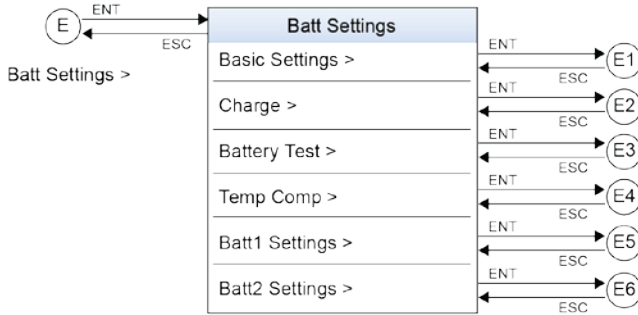 ENT
E
ESC
Batt Settings >
Batt Settings
Basic Settings >
ENT
ESC
E1
Charge >
ENT
ESC
E2
Battery Test >
ENT
ESC
E3
Temp Comp >
ENT
ESC
E4
Batt1 Settings >
ENT
ESC
E5
Batt2 Settings >
ENT
ESC
E6